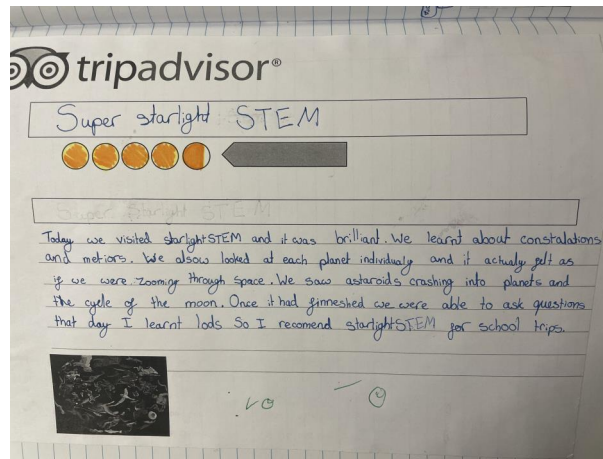 tripadvisor®
Super starlight STEM
Super Starlight STEM
Today we visited starlightSTEM and it was brilliant. We learnt about constalations
and metiors. We alsow looked at each planet individualy and it actualy felt as
if we were zooming through space. We saw astaroids crashing into planets and
the cycle of the moon. Once it had finneshed we were able to ask questions
that day I learnt lods So I recomend starlightSTEM for school trips.